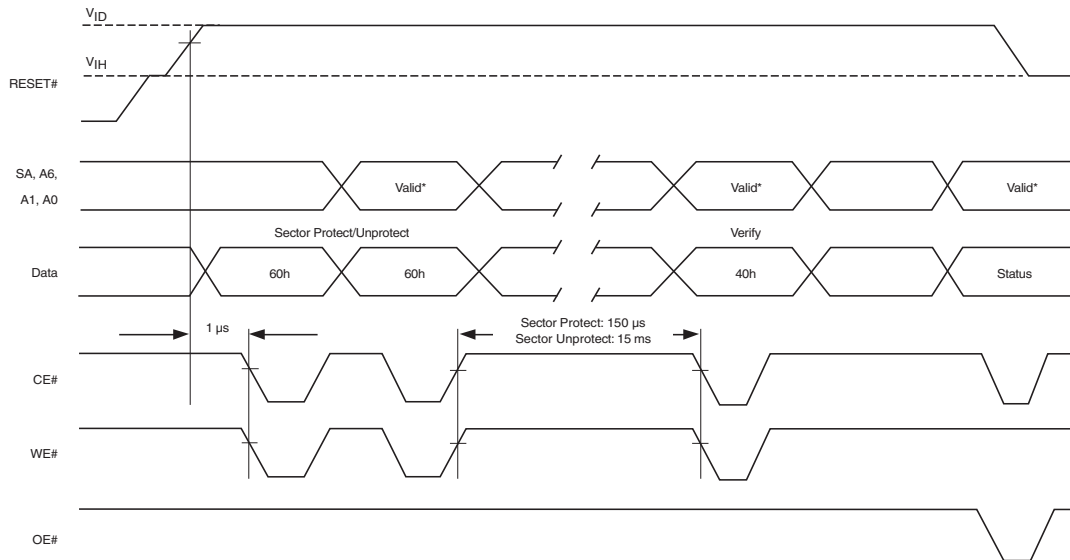 VID
VIH
RESET#
SA, A6,
A1, A0
Valid*
Valid*
Valid*
Sector Protect/Unprotect
Verify
Data
60h
60h
40h
Status
1 µs
Sector Protect: 150 µs
Sector Unprotect: 15 ms
CE#
WE#
OE#